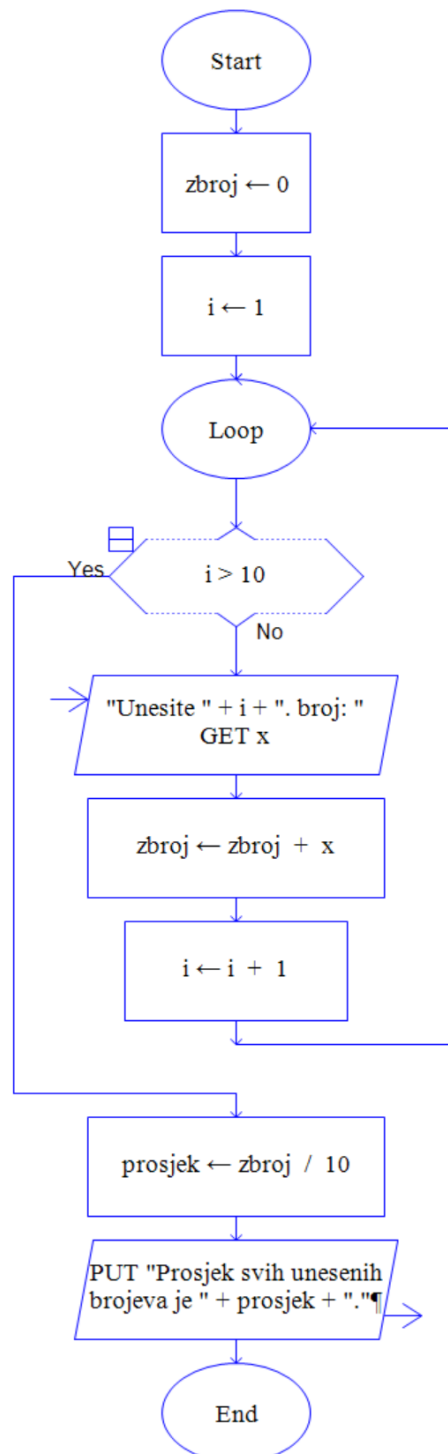 Start
zbroj ← 0
i ← 1
Loop
Yes
i > 10
No
"Unesite " + i + ". broj: "
GET x
zbroj ← zbroj + x
i ← i + 1
prosjek ← zbroj / 10
PUT "Prosjek svih unesenih
brojeva je " + prosjek + "."¶
End